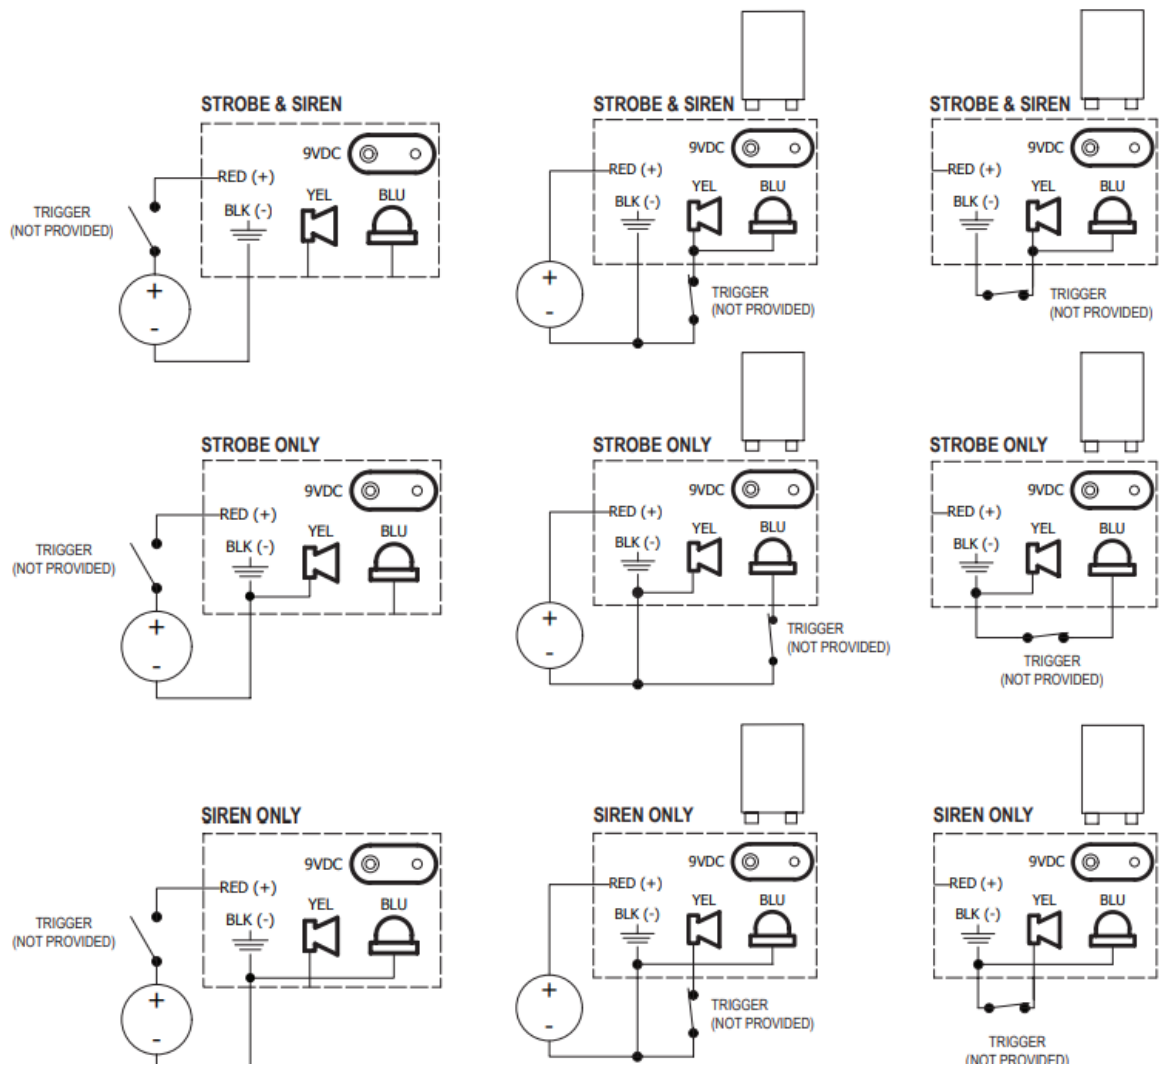 STROBE & SIREN
9VDC
RED (+)
YEL
BLU
BLK (-)
TRIGGER
(NOT PROVIDED)
+
-
STROBE & SIREN
9VDC
RED (+)
YEL
BLU
BLK (-)
+
-
TRIGGER
(NOT PROVIDED)
STROBE & SIREN
9VDC
RED (+)
YEL
BLU
BLK (-)
TRIGGER
(NOT PROVIDED)
STROBE ONLY
9VDC
RED (+)
YEL
BLU
BLK (-)
TRIGGER
(NOT PROVIDED)
+
-
STROBE ONLY
9VDC
RED (+)
YEL
BLU
BLK (-)
+
-
TRIGGER
(NOT PROVIDED)
STROBE ONLY
9VDC
RED (+)
YEL
BLU
BLK (-)
TRIGGER
(NOT PROVIDED)
SIREN ONLY
9VDC
RED (+)
YEL
BLU
BLK (-)
TRIGGER
(NOT PROVIDED)
+
-
SIREN ONLY
9VDC
RED (+)
YEL
BLU
BLK (-)
+
-
TRIGGER
(NOT PROVIDED)
SIREN ONLY
9VDC
RED (+)
YEL
BLU
BLK (-)
TRIGGER
(NOT PROVIDED)